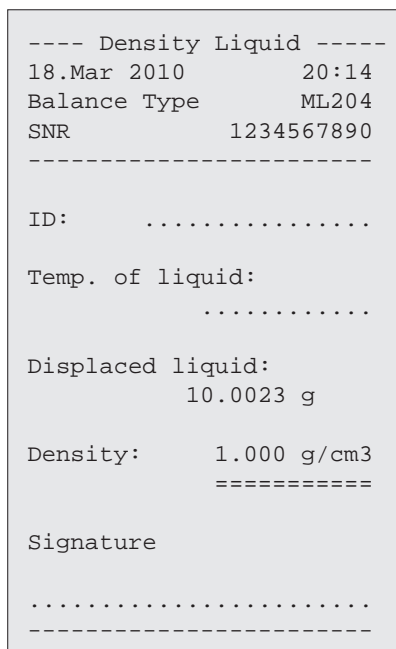 ---- Density Liquid -----
18.Mar 2010        20:14
Balance Type       ML204
SNR           1234567890
------------------------
ID:     ................
Temp. of liquid:
            ............
Displaced liquid:
           10.0023 g
Density:     1.000 g/cm3
             ===========
Signature
........................
------------------------